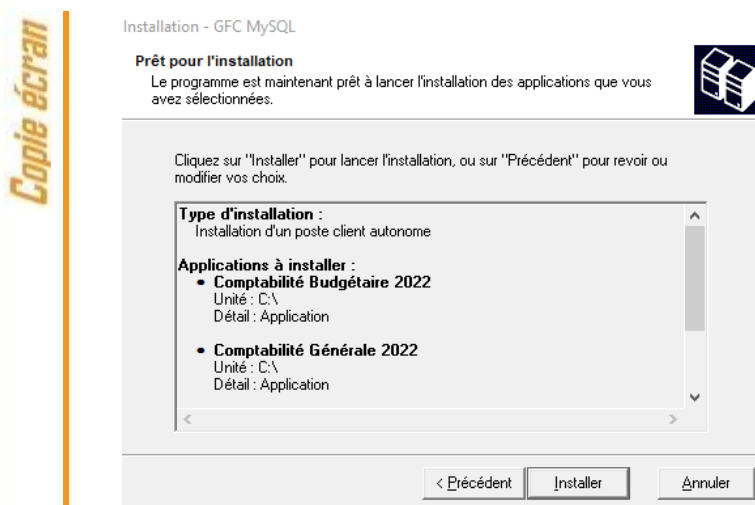 Copie écran
Installation - GFC MySQL
Prêt pour l'installation
Le programme est maintenant prêt à lancer l'installation des applications que vous
avez sélectionnées.
Cliquez sur "Installer" pour lancer l'installation, ou sur "Précédent" pour revoir ou
modifier vos choix.
Type d'installation :
Installation d'un poste client autonome
Applications à installer :
• Comptabilité Budgétaire 2022
Unité : C:\
Détail : Application
• Comptabilité Générale 2022
Unité : C:\
Détail : Application
< Précédent
Installer
Annuler